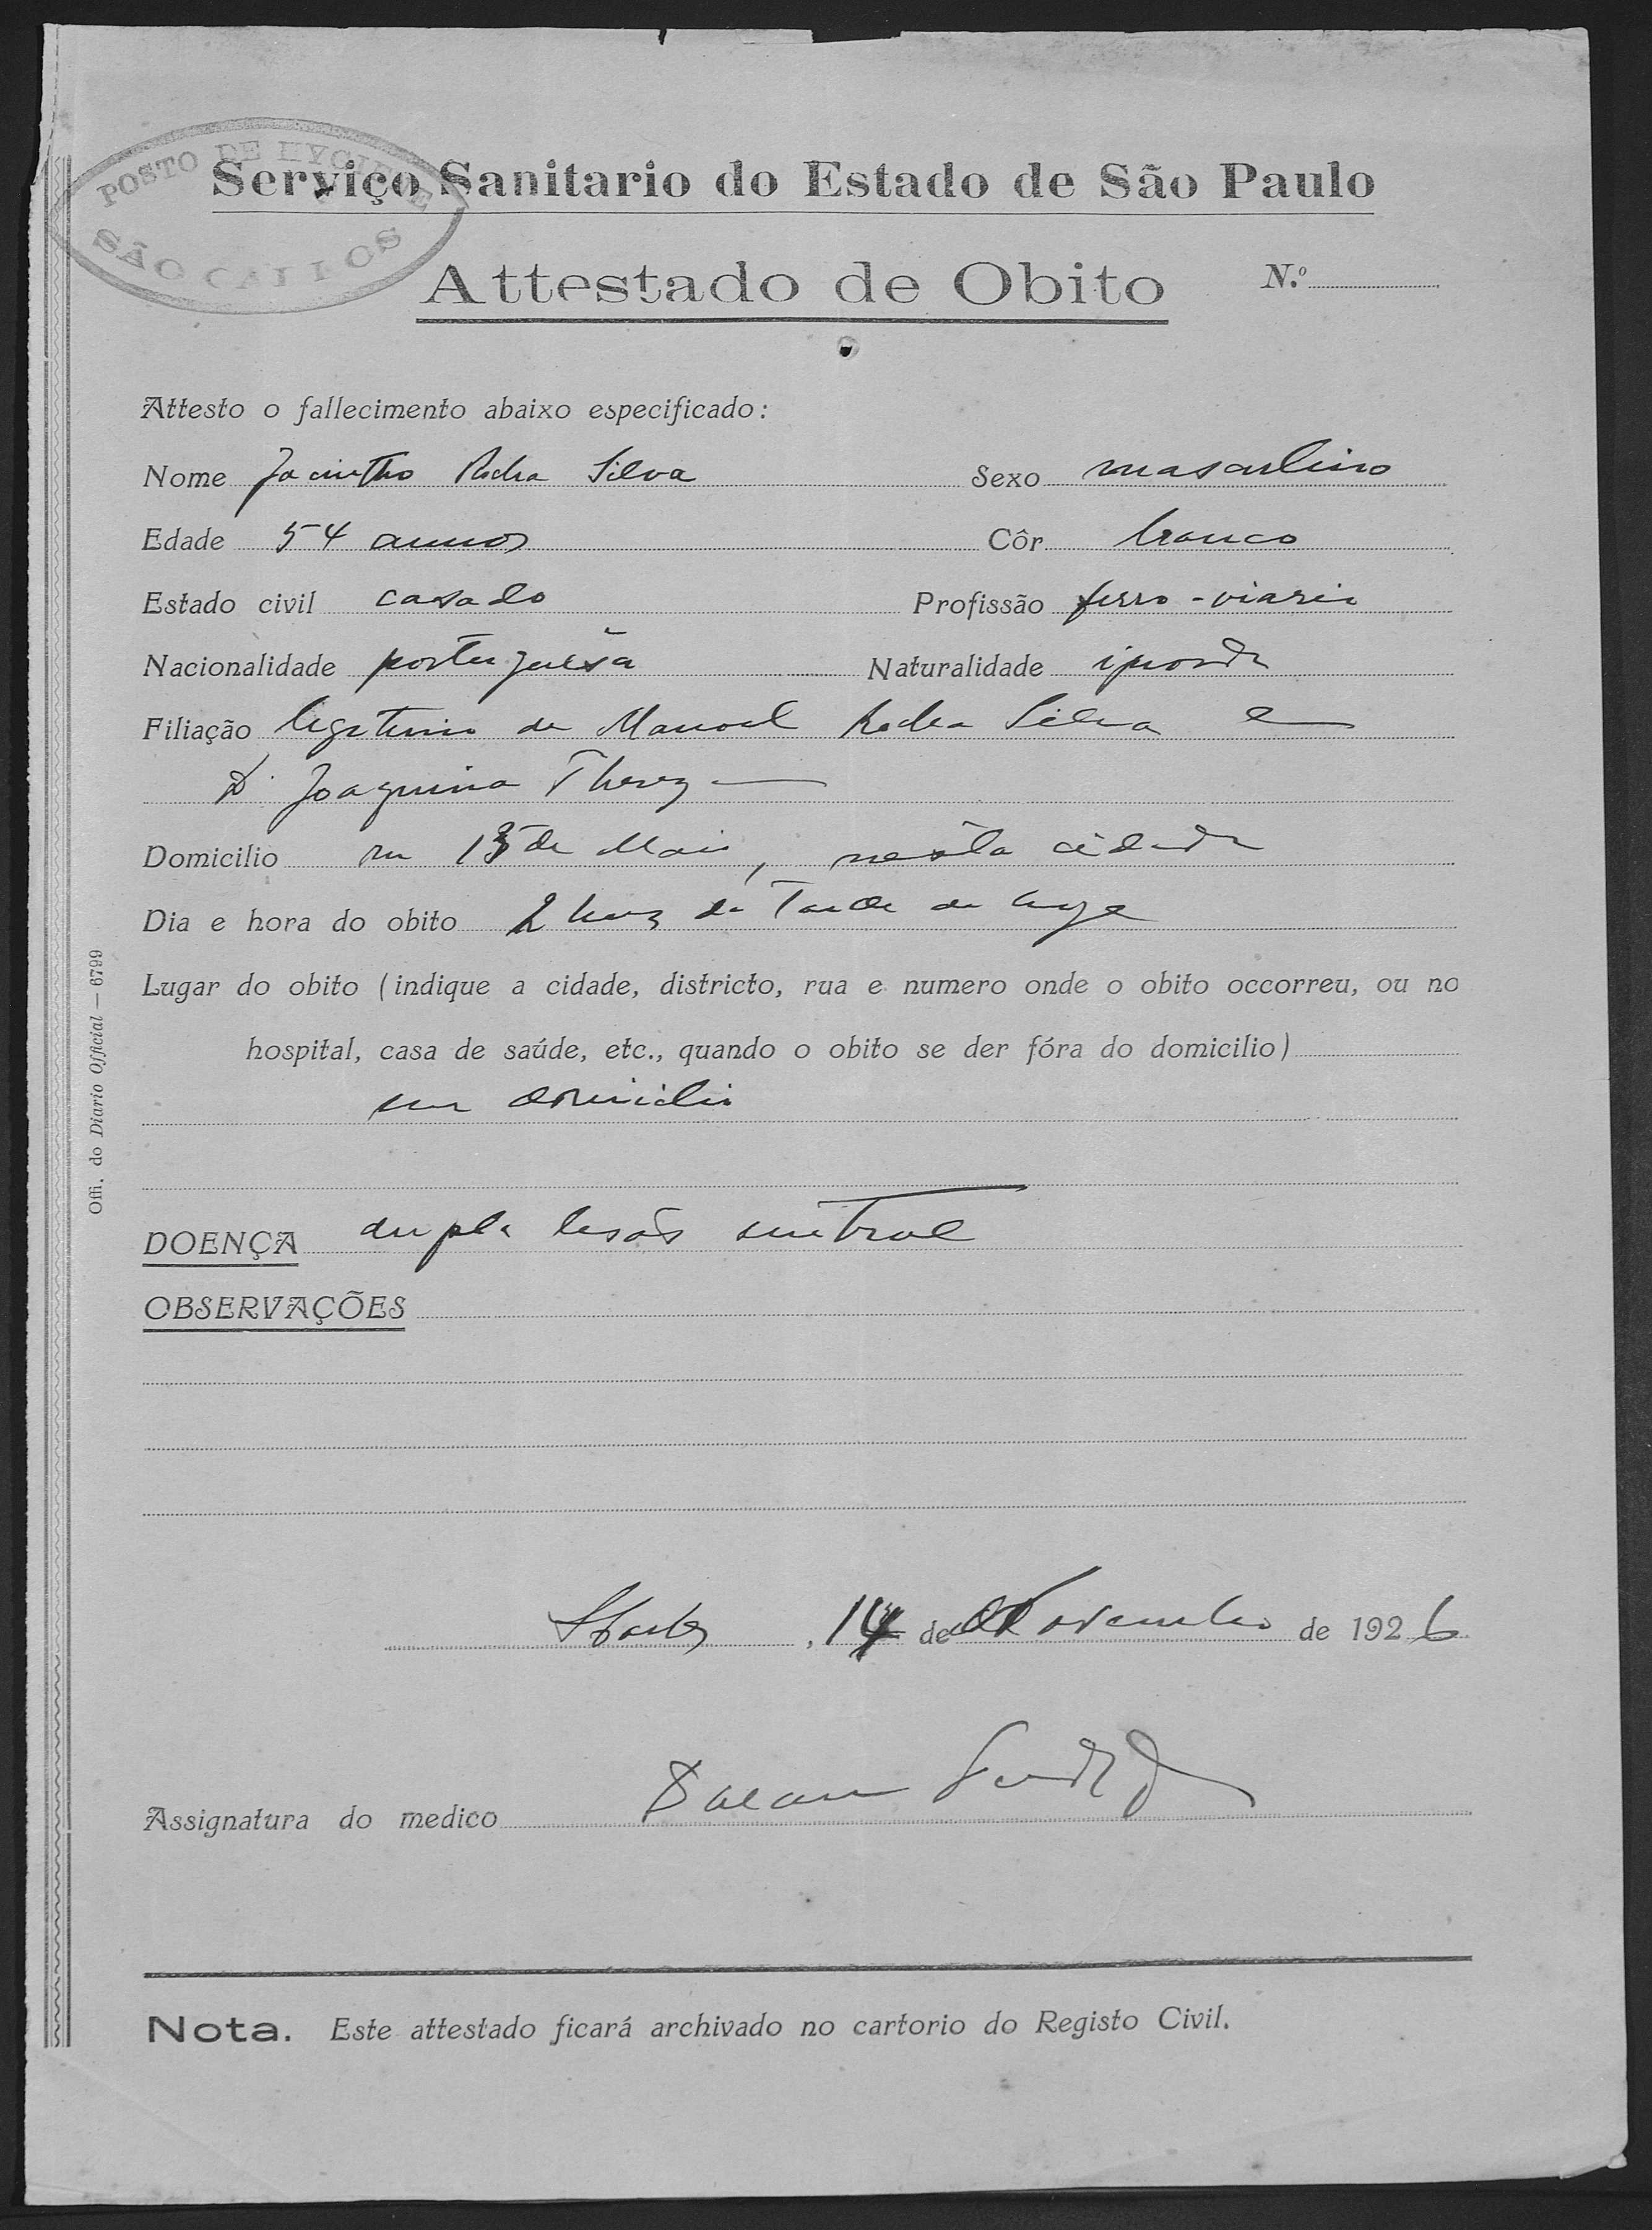 POSTO DE HYGIENE
SÃO CARLOS
Serviço Sanitario do Estado de São Paulo
Attestado de Obito N.º
Attesto o fallecimento abaixo especificado:
Nome Jacintho Rocha Silva Sexo masculino
Edade 54 annos Côr branco
Estado civil casado Profissão ferro-viario
Nacionalidade portuguêsa Naturalidade ignorada
Filiação legitimo de Manoel Rocha Silva e
D. Joaquina Thereza
Domicilio rua 13 de Maio, nesta cidade
Dia e hora do obito 2 horas da Tarde de hoje
Lugar do obito (indique a cidade, districto, rua e numero onde o obito occorreu, ou no
hospital, casa de saúde, etc., quando o obito se der fóra do domicilio)
em domicilio
DOENÇA dupla lesão mitral
OBSERVAÇÕES
S. Carlos, 14 de Novembro de 1926
Assignatura do medico
Nota. Este attestado ficará archivado no cartorio do Registo Civil.
Offi. do Diario Official — 6799